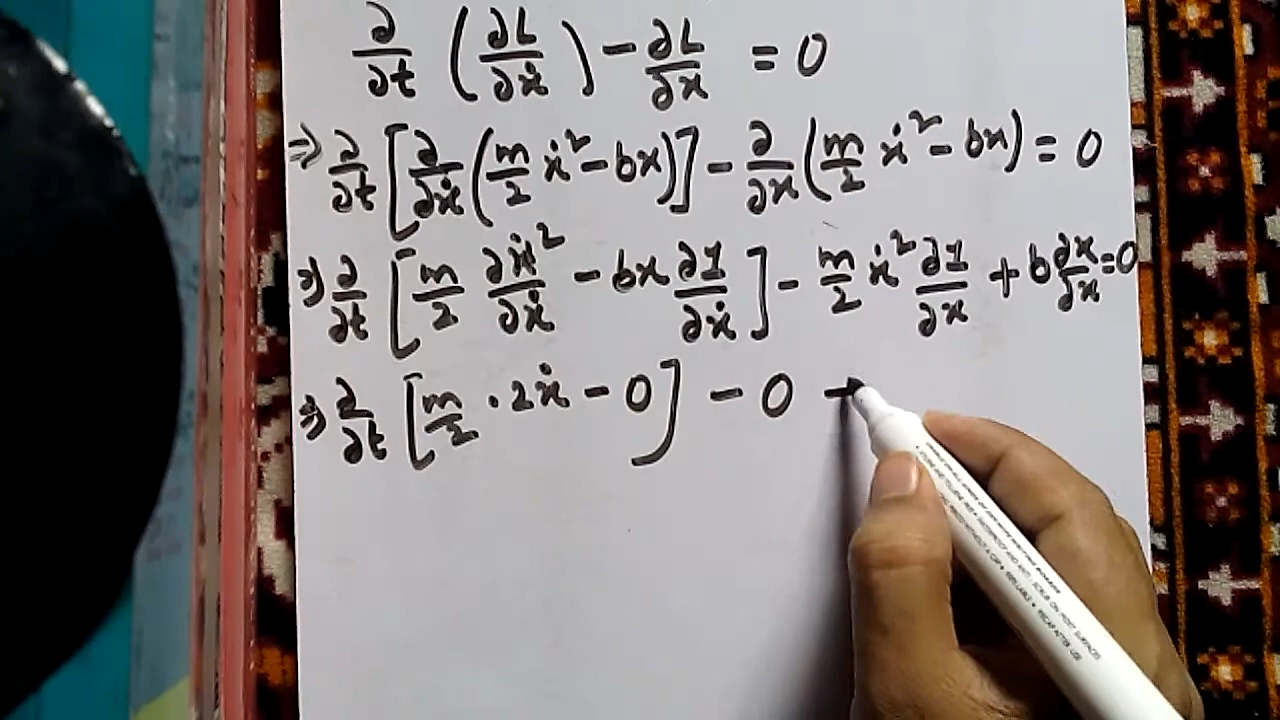 ∂/∂t (∂L/∂ẋ) - ∂L/∂x = 0
⇒ ∂/∂t [∂/∂ẋ (m/2 ẋ² - bx)] - ∂/∂x (m/2 ẋ² - bx) = 0
⇒ ∂/∂t [m/2 ∂ẋ²/∂ẋ - bx ∂1/∂ẋ] - m/2 ẋ² ∂1/∂x + b ∂x/∂x = 0
⇒ ∂/∂t [m/2 · 2ẋ - 0] - 0 +